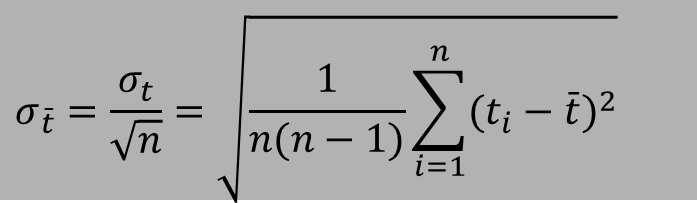 σ_t̄ = σ_t/√n = √(1/(n(n − 1)) ∑_{i=1}^{n} (t_i − t̄)²)